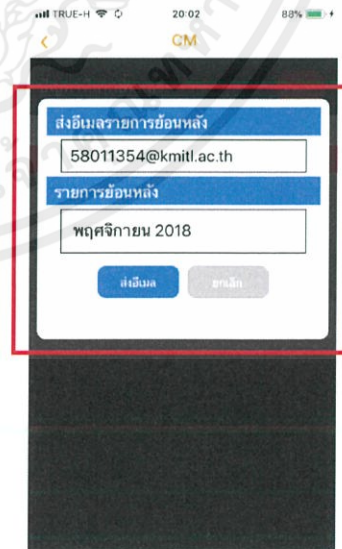 TRUE-H 20:02 88%
CM
ส่งอีเมลรายการย้อนหลัง
58011354@kmitl.ac.th
รายการย้อนหลัง
พฤศจิกายน 2018
ส่งอีเมล ยกเลิก